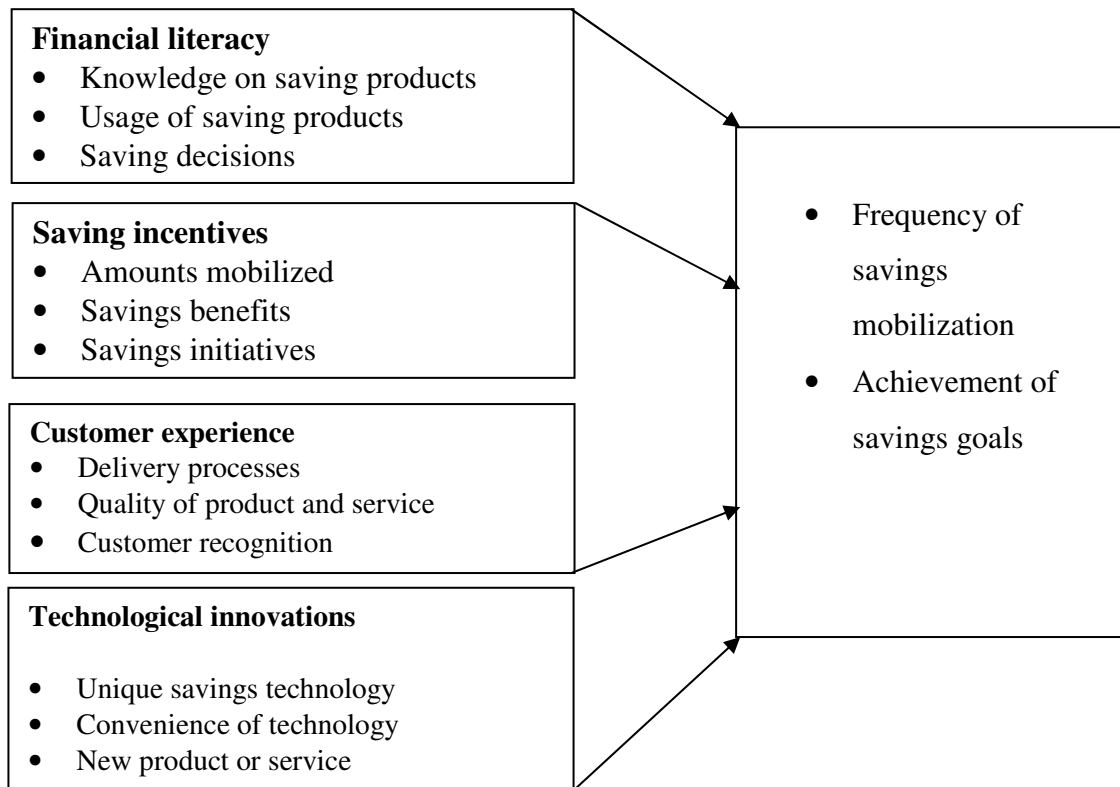 Financial literacy
• Knowledge on saving products
• Usage of saving products
• Saving decisions
Saving incentives
• Amounts mobilized
• Savings benefits
• Savings initiatives
Customer experience
• Delivery processes
• Quality of product and service
• Customer recognition
Technological innovations
• Unique savings technology
• Convenience of technology
• New product or service
• Frequency of
savings
mobilization
• Achievement of
savings goals